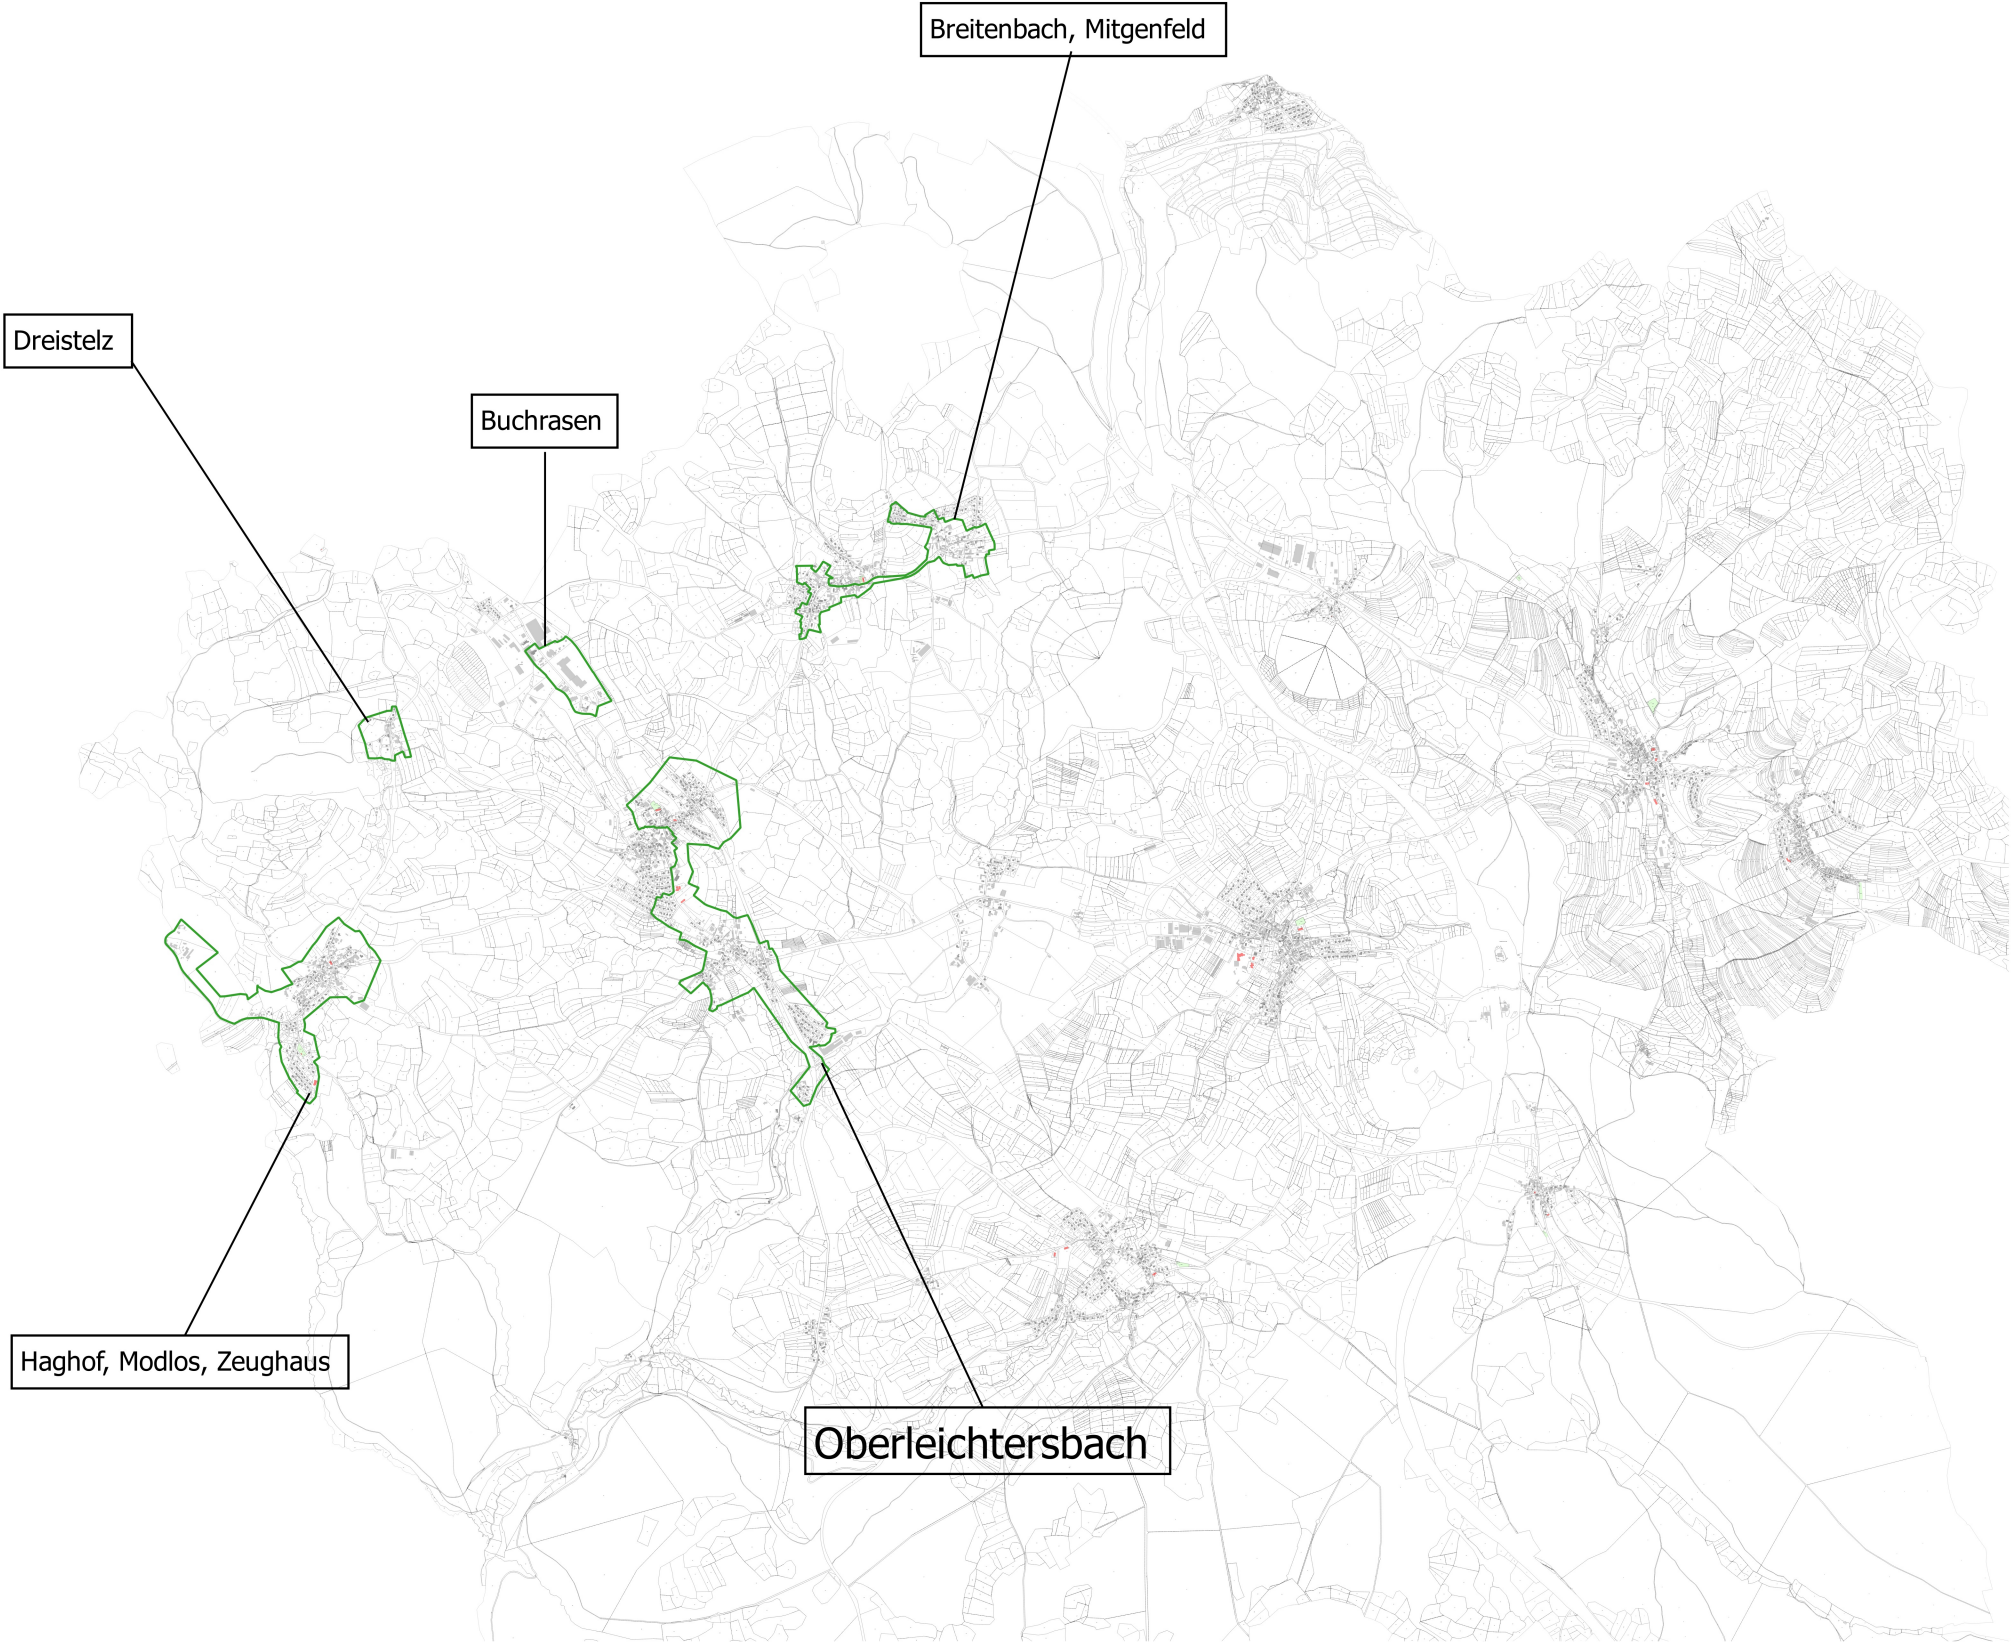 Breitenbach, Mitgenfeld
Dreistelz
Buchrasen
Haghof, Modlos, Zeughaus
Oberleichtersbach